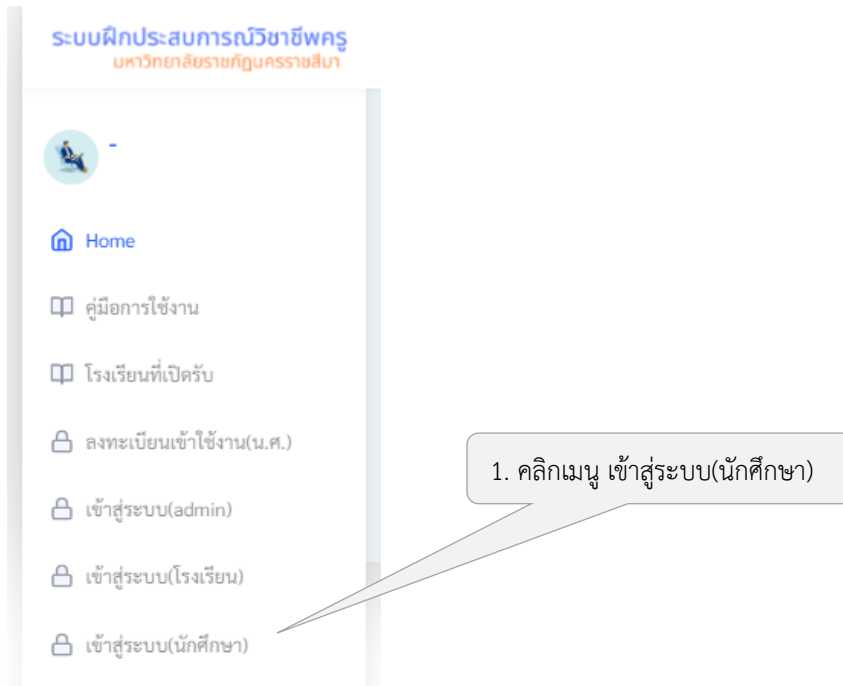 ระบบฝึกประสบการณ์วิชาชีพครู
มหาวิทยาลัยราชภัฏนครราชสีมา
-
Home
คู่มือการใช้งาน
โรงเรียนที่เปิดรับ
ลงทะเบียนเข้าใช้งาน(น.ศ.)
เข้าสู่ระบบ(admin)
เข้าสู่ระบบ(โรงเรียน)
เข้าสู่ระบบ(นักศึกษา)
1. คลิกเมนู เข้าสู่ระบบ(นักศึกษา)